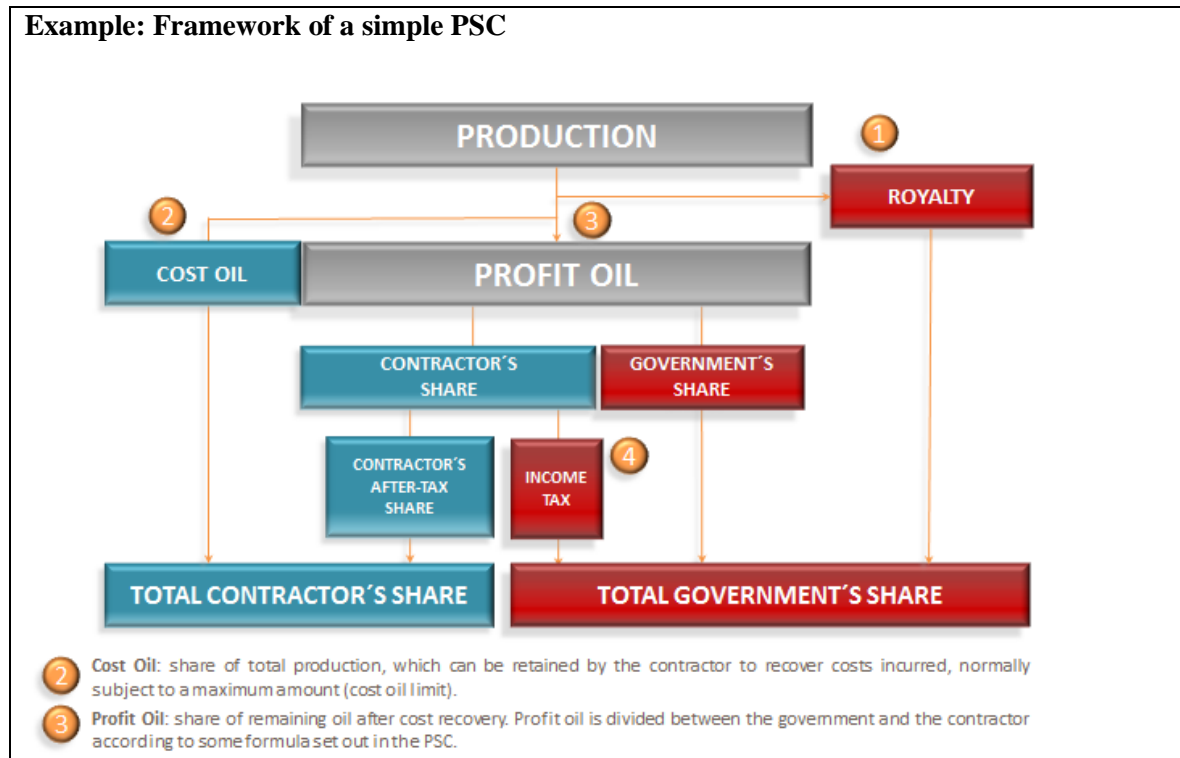 Example: Framework of a simple PSC
PRODUCTION
1
ROYALTY
2
3
COST OIL
PROFIT OIL
CONTRACTOR´S
SHARE
GOVERNMENT´S
SHARE
CONTRACTOR´S
AFTER-TAX
SHARE
INCOME
TAX
4
TOTAL CONTRACTOR´S SHARE
TOTAL GOVERNMENT´S SHARE
2 Cost Oil: share of total production, which can be retained by the contractor to recover costs incurred, normally
subject to a maximum amount (cost oil limit).
3 Profit Oil: share of remaining oil after cost recovery. Profit oil is divided between the government and the contractor
according to some formula set out in the PSC.